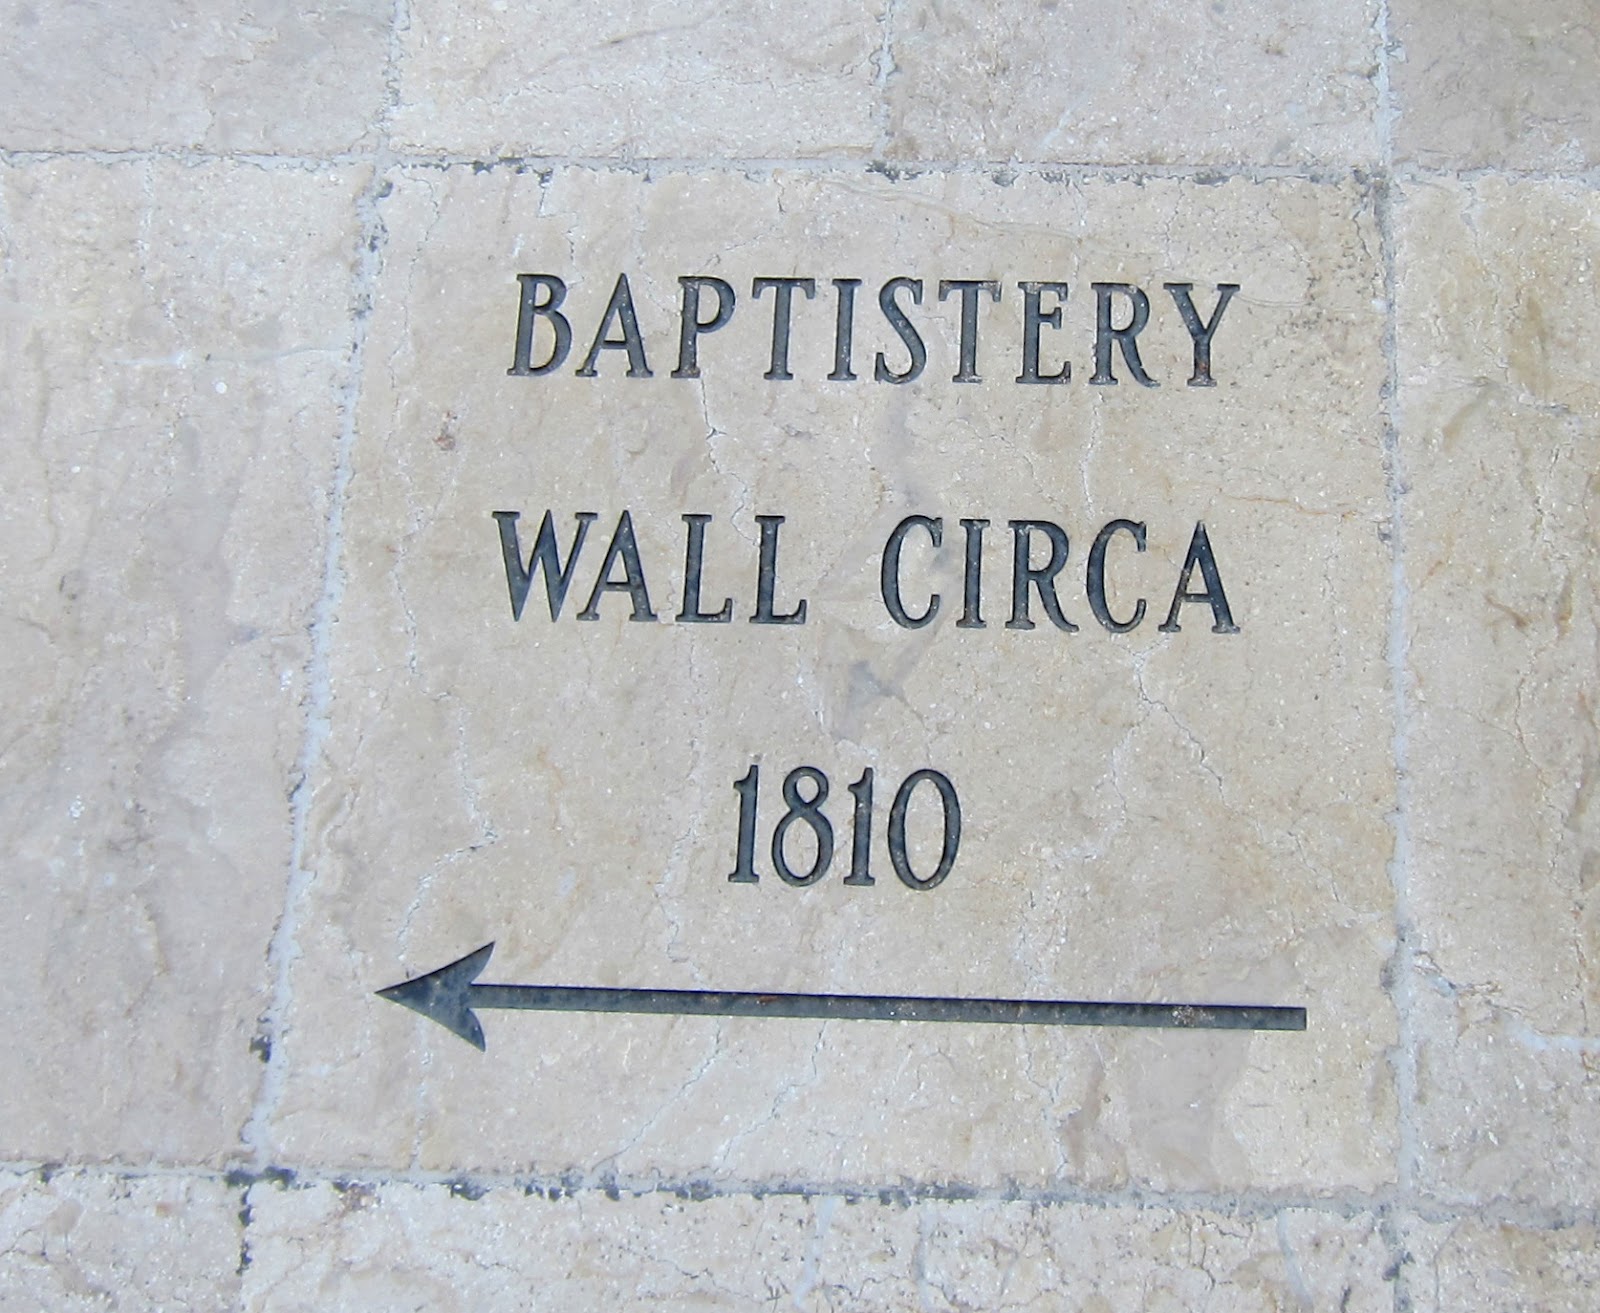 BAPTISTERY
WALL CIRCA
1810